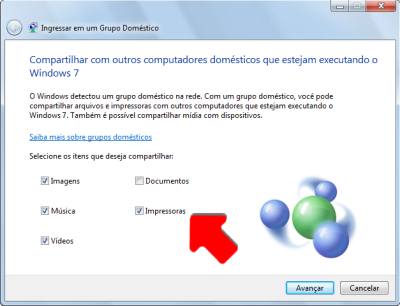 Ingressar em um Grupo Doméstico
Compartilhar com outros computadores domésticos que estejam executando o
Windows 7
O Windows detectou um grupo doméstico na rede. Com um grupo doméstico, você pode
compartilhar arquivos e impressoras com outros computadores que estejam executando o
Windows 7. Também é possível compartilhar mídia com dispositivos.
Saiba mais sobre grupos domésticos
Selecione os itens que deseja compartilhar:
Imagens
Documentos
Música
Impressoras
Vídeos
Avançar
Cancelar